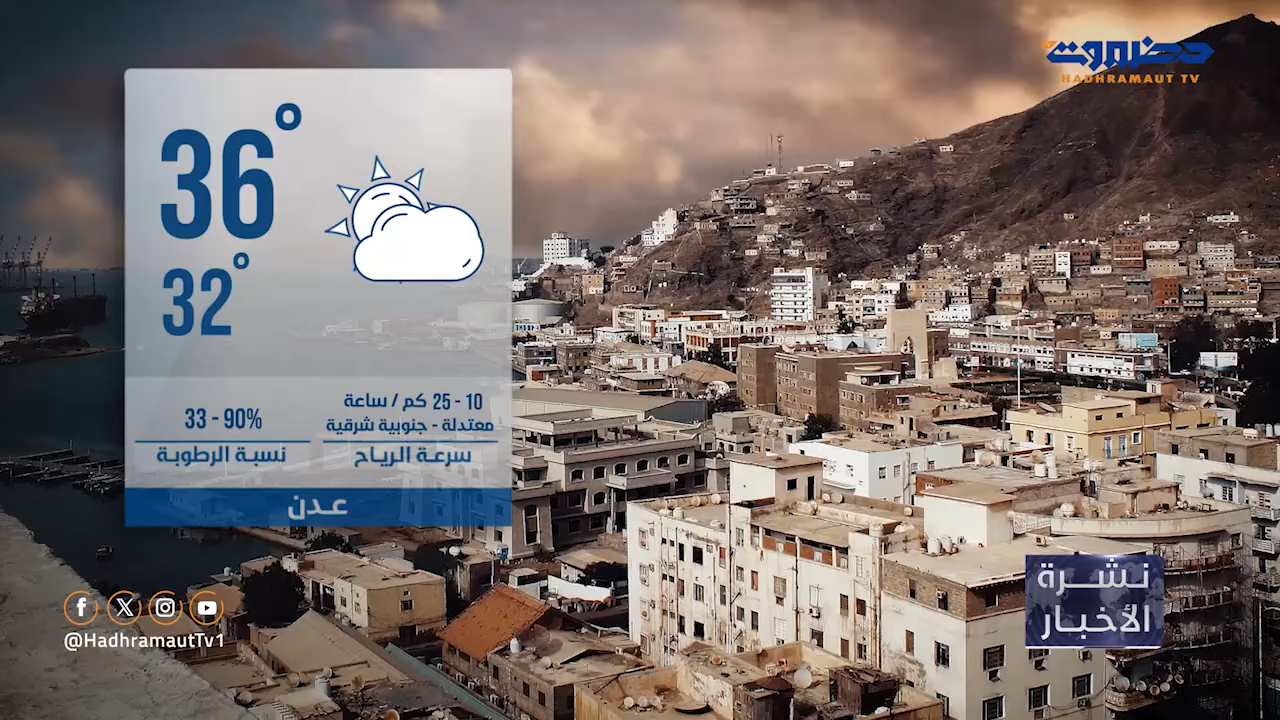 حضرموت
HADHRAMAUT TV
36°
32°
10 - 25 كم / ساعة
معتدلة - جنوبية شرقية
سرعة الرياح
33 - 90%
نسبة الرطوبة
عدن
نشرة
الأخبار
@HadhramautTv1